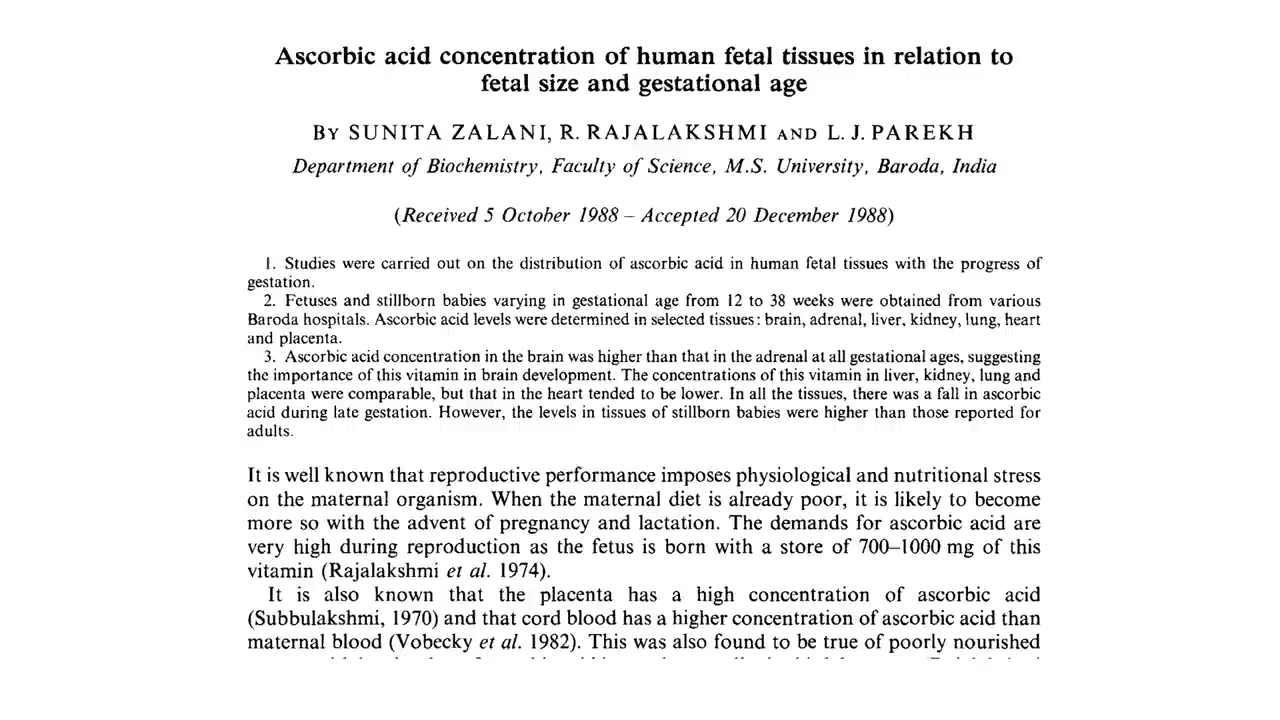 Ascorbic acid concentration of human fetal tissues in relation to
fetal size and gestational age
BY SUNITA ZALANI, R. RAJALAKSHMI AND L. J. PAREKH
Department of Biochemistry, Faculty of Science, M.S. University, Baroda, India
(Received 5 October 1988 – Accepted 20 December 1988)
1. Studies were carried out on the distribution of ascorbic acid in human fetal tissues with the progress of
gestation.
2. Fetuses and stillborn babies varying in gestational age from 12 to 38 weeks were obtained from various
Baroda hospitals. Ascorbic acid levels were determined in selected tissues: brain, adrenal, liver, kidney, lung, heart
and placenta.
3. Ascorbic acid concentration in the brain was higher than that in the adrenal at all gestational ages, suggesting
the importance of this vitamin in brain development. The concentrations of this vitamin in liver, kidney, lung and
placenta were comparable, but that in the heart tended to be lower. In all the tissues, there was a fall in ascorbic
acid during late gestation. However, the levels in tissues of stillborn babies were higher than those reported for
adults.
It is well known that reproductive performance imposes physiological and nutritional stress
on the maternal organism. When the maternal diet is already poor, it is likely to become
more so with the advent of pregnancy and lactation. The demands for ascorbic acid are
very high during reproduction as the fetus is born with a store of 700–1000 mg of this
vitamin (Rajalakshmi et al. 1974).
It is also known that the placenta has a high concentration of ascorbic acid
(Subbulakshmi, 1970) and that cord blood has a higher concentration of ascorbic acid than
maternal blood (Vobecky et al. 1982). This was also found to be true of poorly nourished